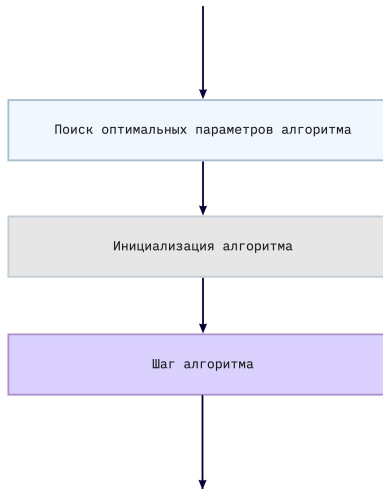 Поиск оптимальных параметров алгоритма
Инициализация алгоритма
Шаг алгоритма